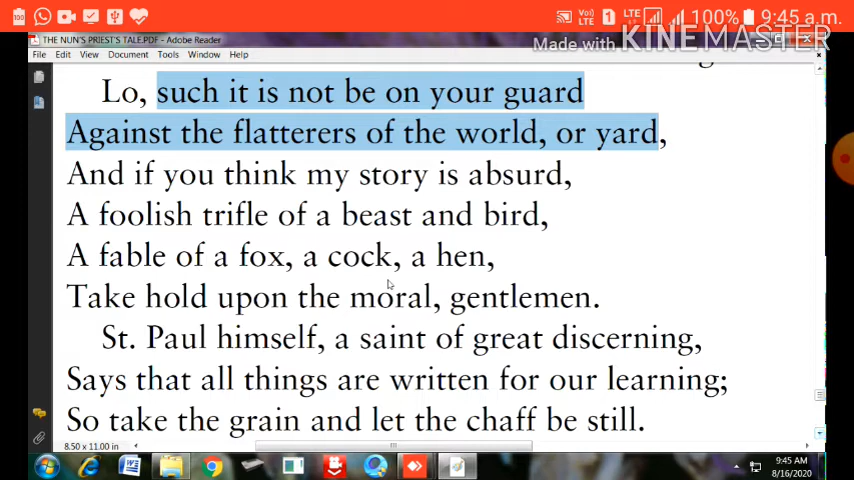 100
Vo)
LTE
1
LTE
100%
9:45 a.m.
THE NUN'S PRIEST'S TALE.PDF - Adobe Reader
Made with KINEMASTER
File Edit View Document Tools Window Help
Lo, such it is not be on your guard
Against the flatterers of the world, or yard,
And if you think my story is absurd,
A foolish trifle of a beast and bird,
A fable of a fox, a cock, a hen,
Take hold upon the moral, gentlemen.
St. Paul himself, a saint of great discerning,
Says that all things are written for our learning;
So take the grain and let the chaff be still.
8.50 x 11.00 in
9:45 AM
8/16/2020